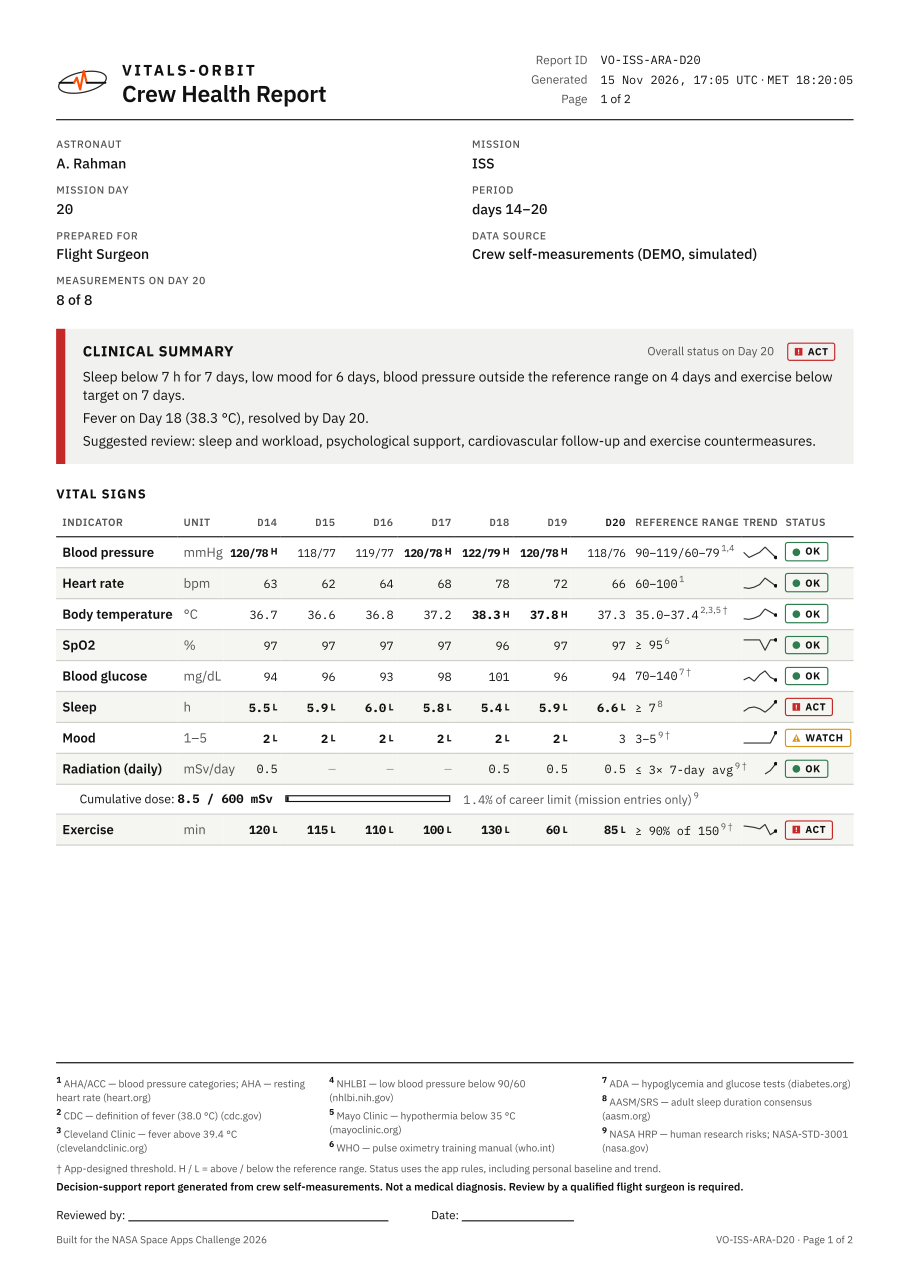 VITALS-ORBIT
Crew Health Report
Report ID VO-ISS-ARA-D20
Generated 15 Nov 2026, 17:05 UTC · MET 18:20:05
Page 1 of 2
ASTRONAUT
A. Rahman
MISSION
ISS
MISSION DAY
20
PERIOD
days 14–20
PREPARED FOR
Flight Surgeon
DATA SOURCE
Crew self-measurements (DEMO, simulated)
MEASUREMENTS ON DAY 20
8 of 8
CLINICAL SUMMARY Overall status on Day 20 ACT
Sleep below 7 h for 7 days, low mood for 6 days, blood pressure outside the reference range on 4 days and exercise below
target on 7 days.
Fever on Day 18 (38.3 °C), resolved by Day 20.
Suggested review: sleep and workload, psychological support, cardiovascular follow-up and exercise countermeasures.
VITAL SIGNS
INDICATOR UNIT D14 D15 D16 D17 D18 D19 D20 REFERENCE RANGE TREND STATUS
Blood pressure mmHg 120/78 H 118/77 119/77 120/78 H 122/79 H 120/78 H 118/76 90–119/60–79 1,4 OK
Heart rate bpm 63 62 64 68 78 72 66 60–100 1 OK
Body temperature °C 36.7 36.6 36.8 37.2 38.3 H 37.8 H 37.3 35.0–37.4 2,3,5 † OK
SpO2 % 97 97 97 97 96 97 97 ≥ 95 6 OK
Blood glucose mg/dL 94 96 93 98 101 96 94 70–140 7 † OK
Sleep h 5.5 L 5.9 L 6.0 L 5.8 L 5.4 L 5.9 L 6.6 L ≥ 7 8 ACT
Mood 1–5 2 L 2 L 2 L 2 L 2 L 2 L 3 3–5 9 † WATCH
Radiation (daily) mSv/day 0.5 — — — 0.5 0.5 0.5 ≤ 3× 7-day avg 9 † OK
Cumulative dose: 8.5 / 600 mSv 1.4% of career limit (mission entries only) 9
Exercise min 120 L 115 L 110 L 100 L 130 L 60 L 85 L ≥ 90% of 150 9 † ACT
1 AHA/ACC — blood pressure categories; AHA — resting
heart rate (heart.org)
2 CDC — definition of fever (38.0 °C) (cdc.gov)
3 Cleveland Clinic — fever above 39.4 °C
(clevelandclinic.org)
4 NHLBI — low blood pressure below 90/60
(nhlbi.nih.gov)
5 Mayo Clinic — hypothermia below 35 °C
(mayoclinic.org)
6 WHO — pulse oximetry training manual (who.int)
7 ADA — hypoglycemia and glucose tests (diabetes.org)
8 AASM/SRS — adult sleep duration consensus
(aasm.org)
9 NASA HRP — human research risks; NASA-STD-3001
(nasa.gov)
† App-designed threshold. H / L = above / below the reference range. Status uses the app rules, including personal baseline and trend.
Decision-support report generated from crew self-measurements. Not a medical diagnosis. Review by a qualified flight surgeon is required.
Reviewed by: Date:
Built for the NASA Space Apps Challenge 2026 VO-ISS-ARA-D20 · Page 1 of 2